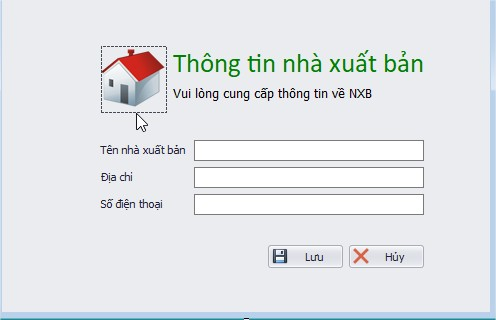 Thông tin nhà xuất bản
Vui lòng cung cấp thông tin về NXB
Tên nhà xuất bản
Địa chỉ
Số điện thoại
Lưu
Hủy